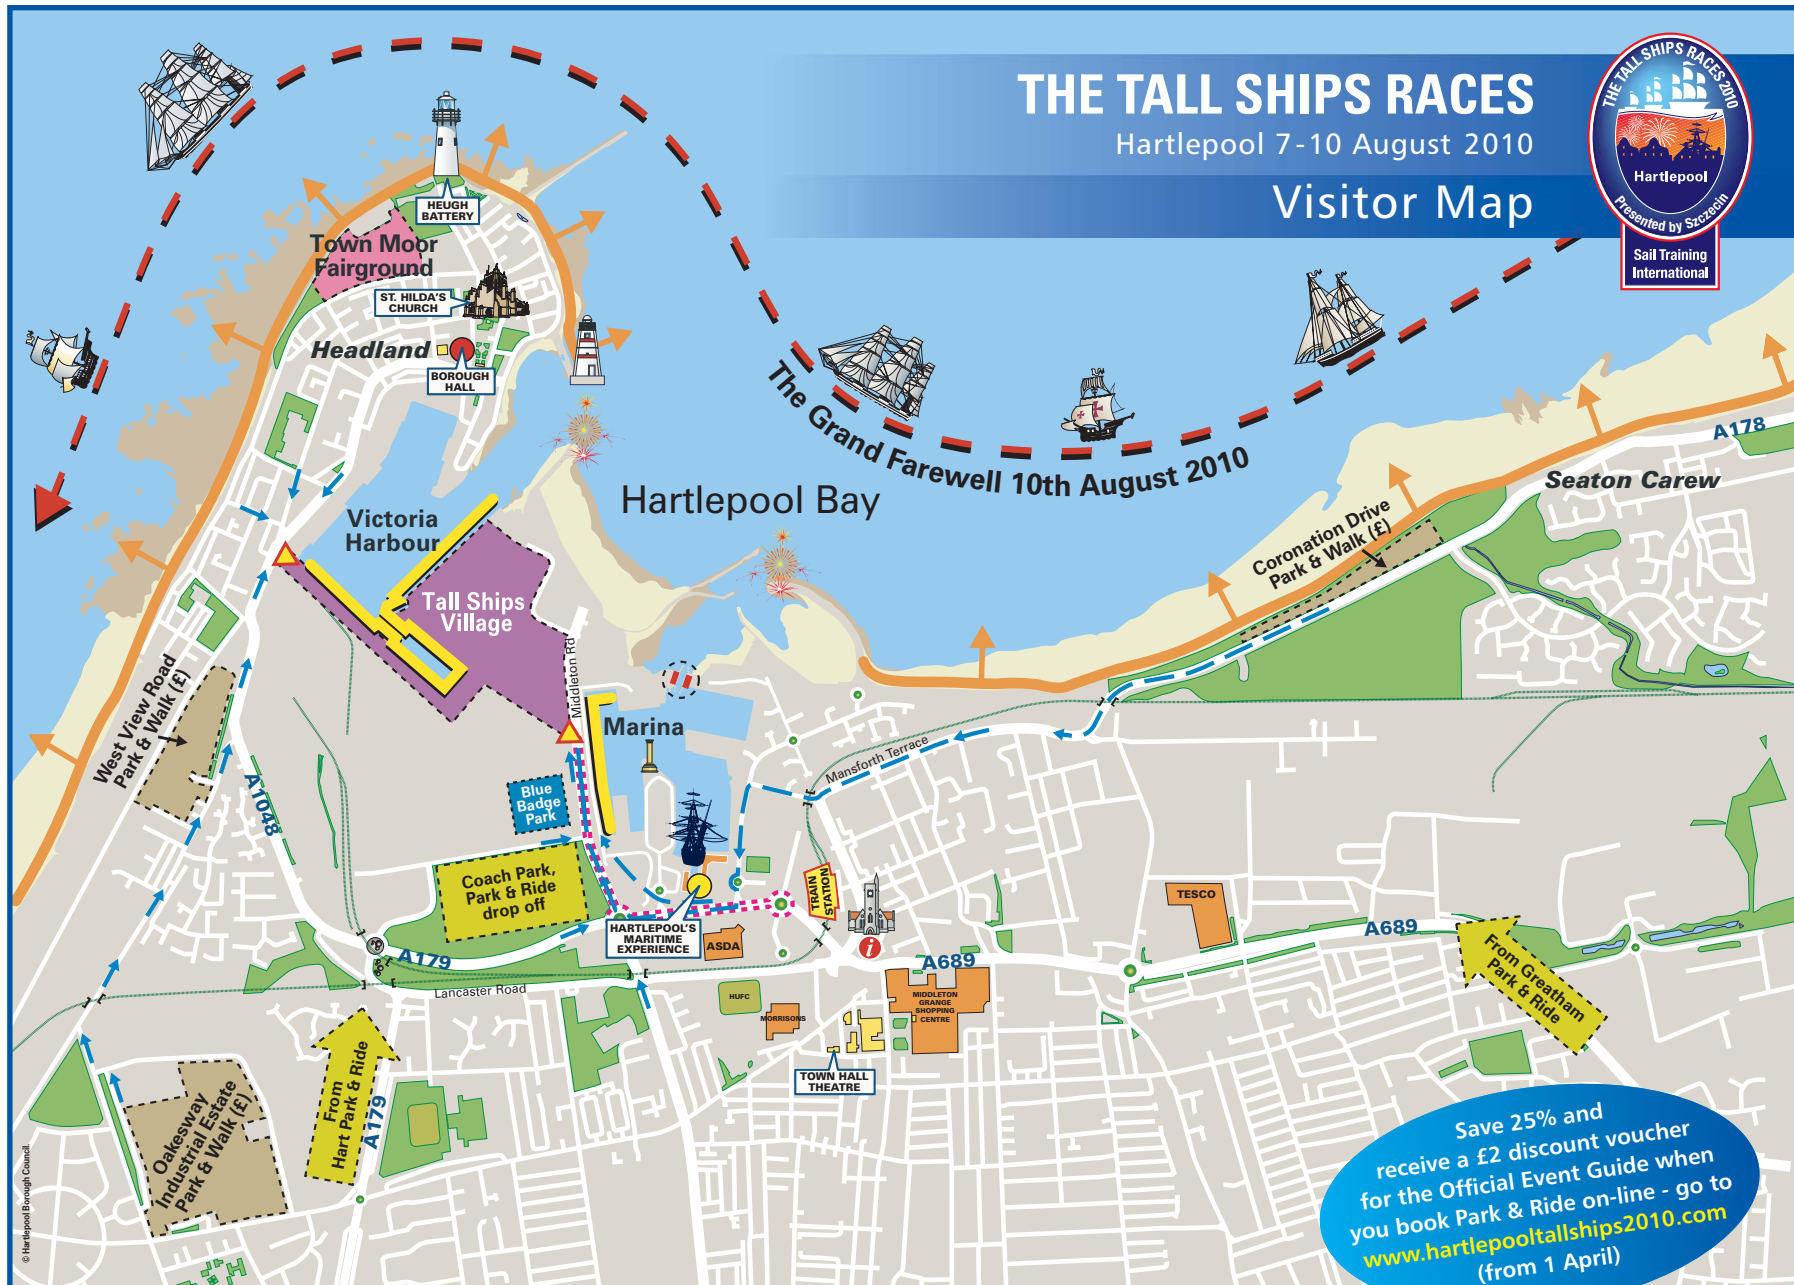 THE TALL SHIPS RACES
Hartlepool 7-10 August 2010
Visitor Map
THE TALL SHIPS RACES 2010
Hartlepool
Presented by Szczecin
Sail Training
International
HEUGH
BATTERY
Town Moor
Fairground
ST. HILDA'S
CHURCH
Headland
BOROUGH
HALL
The Grand Farewell 10th August 2010
Hartlepool Bay
A178
Seaton Carew
Coronation Drive
Park & Walk (£)
Victoria
Harbour
Tall Ships
Village
Middleton Rd
Marina
West View Road
Park & Walk (£)
A1048
Blue
Badge
Park
Mansforth Terrace
Coach Park,
Park & Ride
drop off
HARTLEPOOL'S
MARITIME
EXPERIENCE
TRAIN
STATION
i
ASDA
TESCO
A689
A689
A179
Lancaster Road
HUFC
MORRISONS
MIDDLETON
GRANGE
SHOPPING
CENTRE
TOWN HALL
THEATRE
From Greatham
Park & Ride
From
Hart Park & Ride
A179
Oakesway
Industrial Estate
Park & Walk (£)
Save 25% and
receive a £2 discount voucher
for the Official Event Guide when
you book Park & Ride on-line - go to
www.hartlepooltallships2010.com
(from 1 April)
© Hartlepool Borough Council.